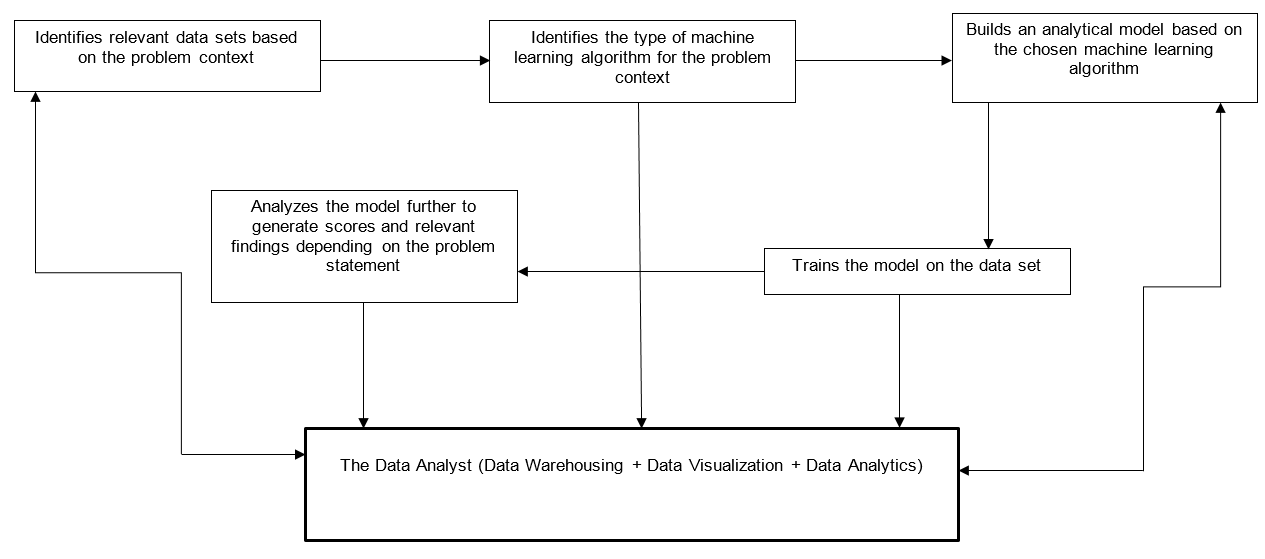 Identifies relevant data sets based
on the problem context
Identifies the type of machine
learning algorithm for the problem
context
Builds an analytical model based on
the chosen machine learning
algorithm
Analyzes the model further to
generate scores and relevant
findings depending on the problem
statement
Trains the model on the data set
The Data Analyst (Data Warehousing + Data Visualization + Data Analytics)